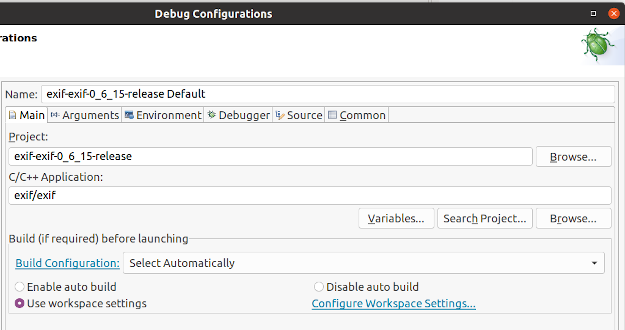 Debug Configurations
rations
Name: exif-exif-0_6_15-release Default
Main Arguments Environment Debugger Source Common
Project:
exif-exif-0_6_15-release Browse...
C/C++ Application:
exif/exif
Variables... Search Project... Browse...
Build (if required) before launching
Build Configuration: Select Automatically
Enable auto build Disable auto build
Use workspace settings Configure Workspace Settings...